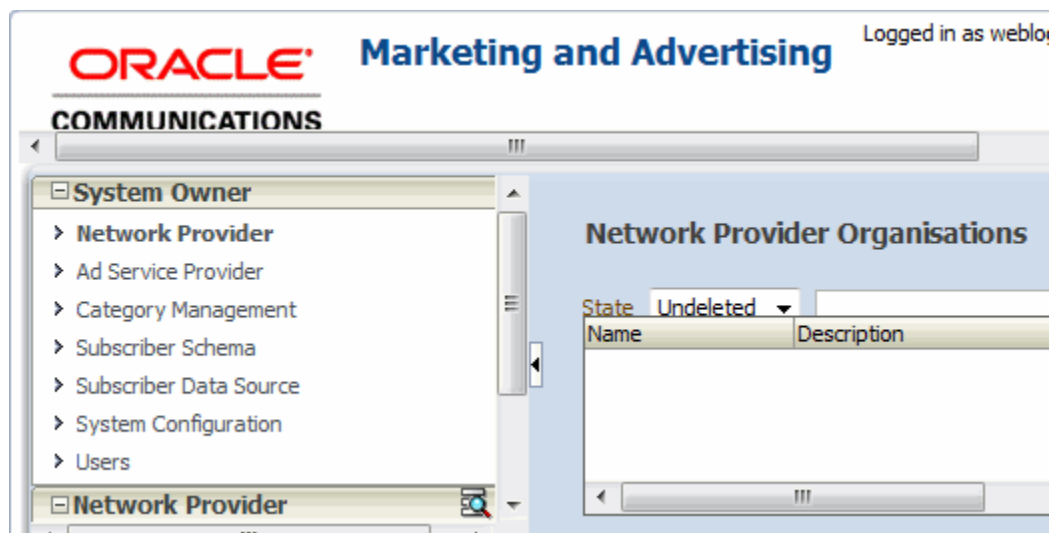 ORACLE
COMMUNICATIONS
Marketing and Advertising
Logged in as
System Owner
Network Provider
Ad Service Provider
Category Management
Subscriber Schema
Subscriber Data Source
System Configuration
Users
Network Provider
Network Provider Organisations
State Undeleted
Name Description